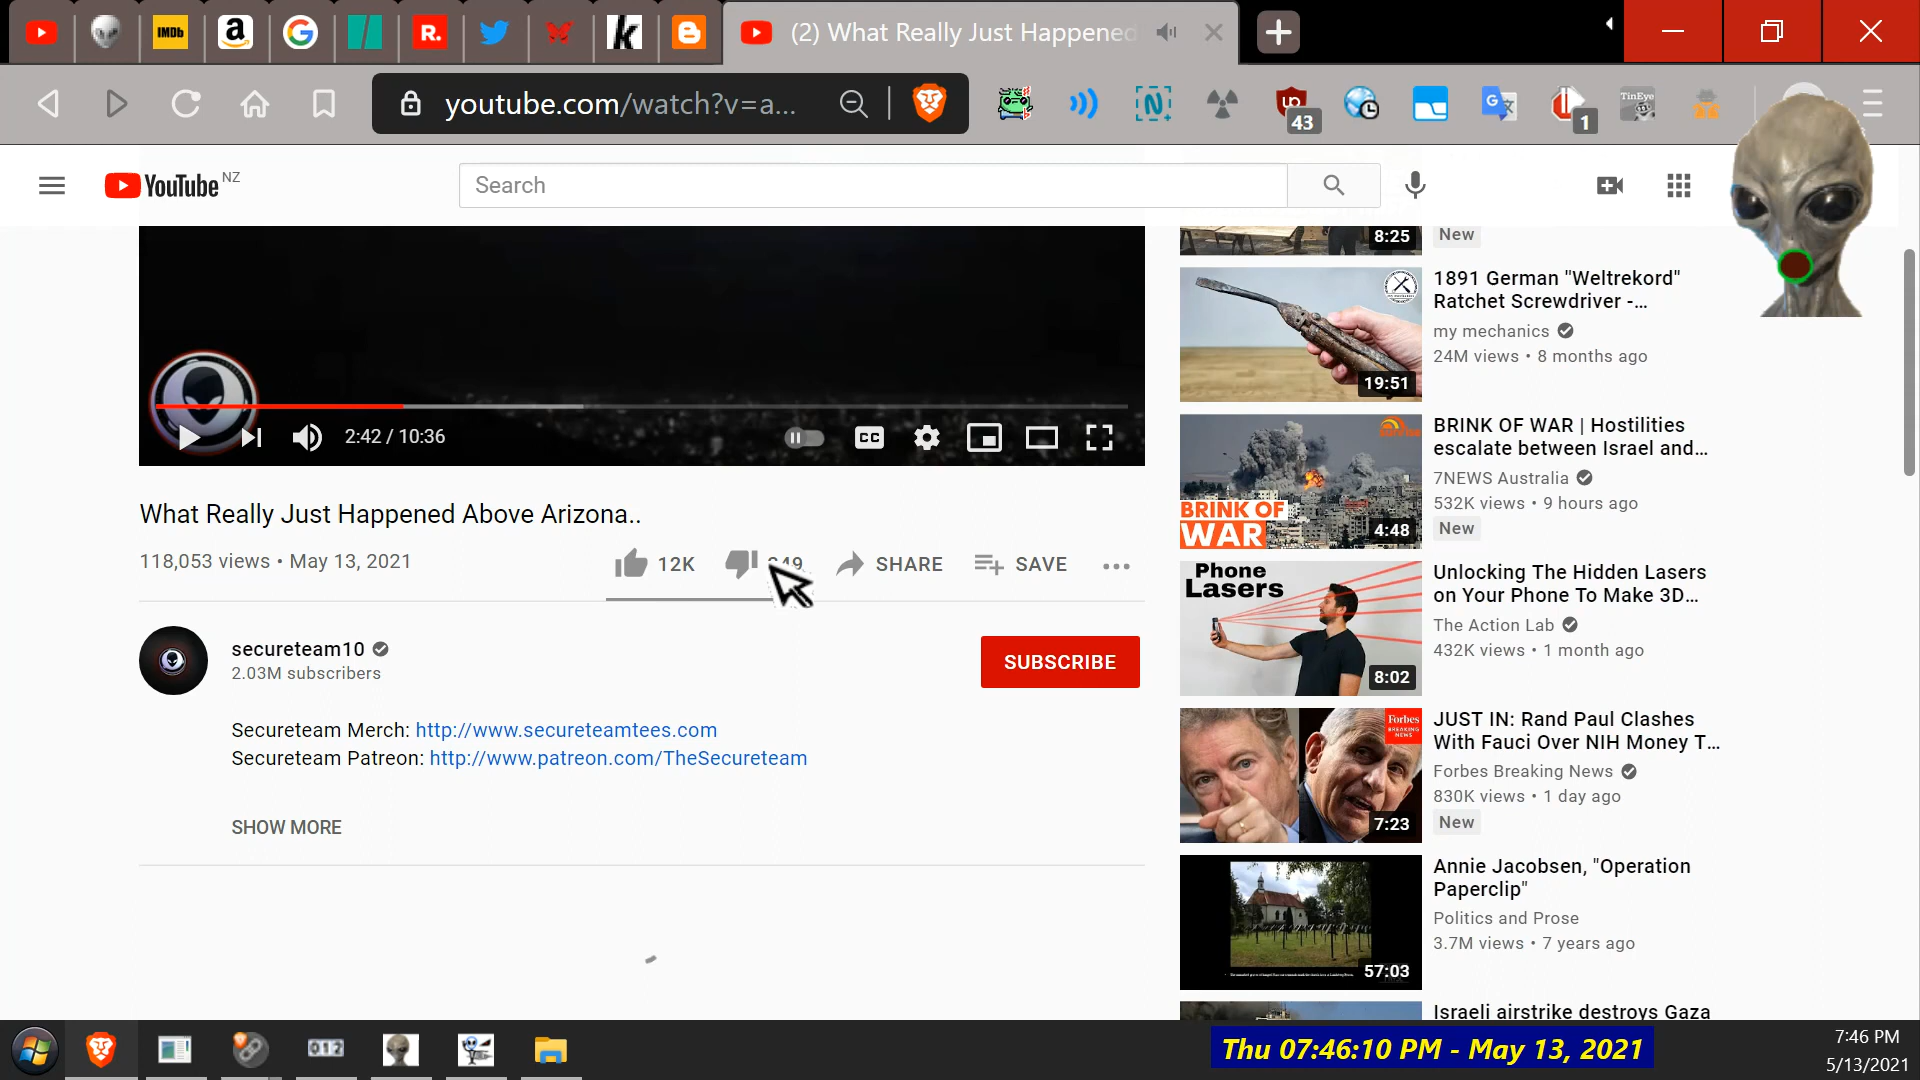 IMDb
a
G
R.
k
(2) What Really Just Happened
youtube.com/watch?v=a...
N
UO
43
G
1
TinEye
YouTube NZ
Search
8:25
New
1891 German "Weltrekord"
Ratchet Screwdriver -...
my mechanics
24M views • 8 months ago
19:51
BRINK OF WAR | Hostilities
escalate between Israel and...
7NEWS Australia
532K views • 9 hours ago
New
BRINK OF
WAR
4:48
2:42 / 10:36
CC
What Really Just Happened Above Arizona..
118,053 views • May 13, 2021
12K
SHARE
SAVE
Phone
Lasers
Unlocking The Hidden Lasers
on Your Phone To Make 3D...
The Action Lab
432K views • 1 month ago
8:02
secureteam10
2.03M subscribers
SUBSCRIBE
Secureteam Merch: http://www.secureteamtees.com
Secureteam Patreon: http://www.patreon.com/TheSecureteam
SHOW MORE
Forbes
BREAKING
NEWS
JUST IN: Rand Paul Clashes
With Fauci Over NIH Money T...
Forbes Breaking News
830K views • 1 day ago
New
7:23
Annie Jacobsen, "Operation
Paperclip"
Politics and Prose
3.7M views • 7 years ago
57:03
Israeli airstrike destroys Gaza
012
Thu 07:46:10 PM - May 13, 2021
7:46 PM
5/13/2021